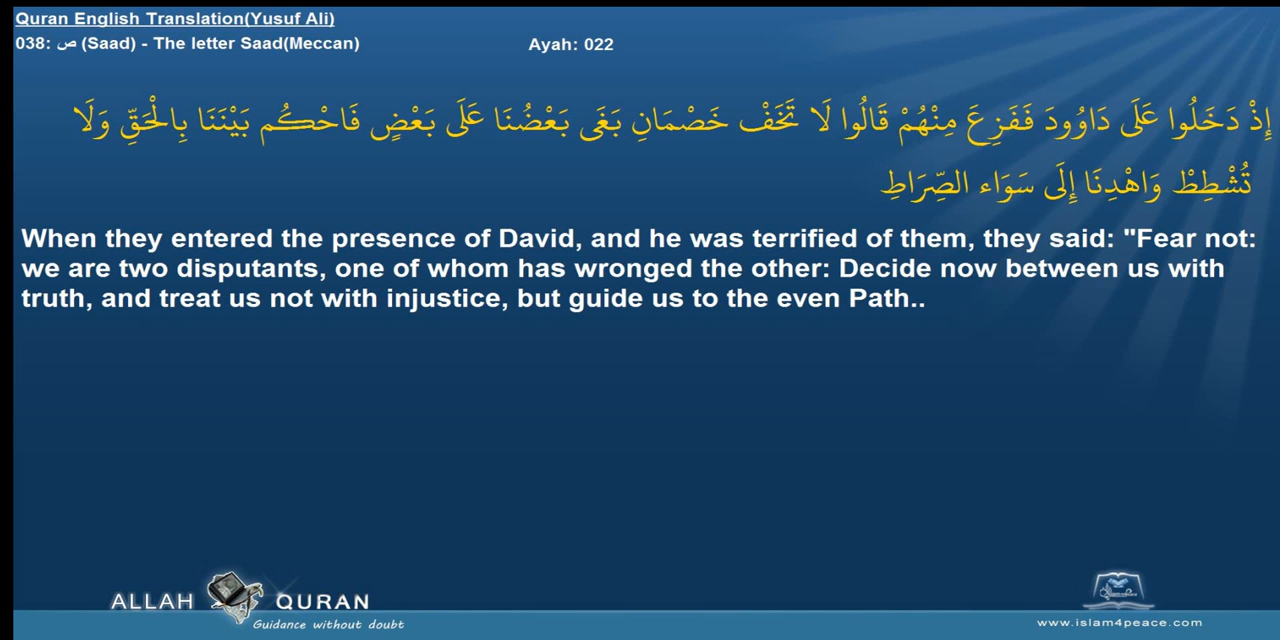 Quran English Translation(Yusuf Ali)
038: ص (Saad) - The letter Saad(Meccan)
Ayah: 022
إِذْ دَخَلُوا عَلَى دَاوُودَ فَفَزِعَ مِنْهُمْ قَالُوا لَا تَخَفْ خَصْمَانِ بَغَى بَعْضُنَا عَلَى بَعْضٍ فَاحْكُم بَيْنَنَا بِالْحَقِّ وَلَا
تُشْطِطْ وَاهْدِنَا إِلَى سَوَاء الصِّرَاطِ
When they entered the presence of David, and he was terrified of them, they said: "Fear not:
we are two disputants, one of whom has wronged the other: Decide now between us with
truth, and treat us not with injustice, but guide us to the even Path..
ALLAH QURAN
Guidance without doubt
www.islam4peace.com